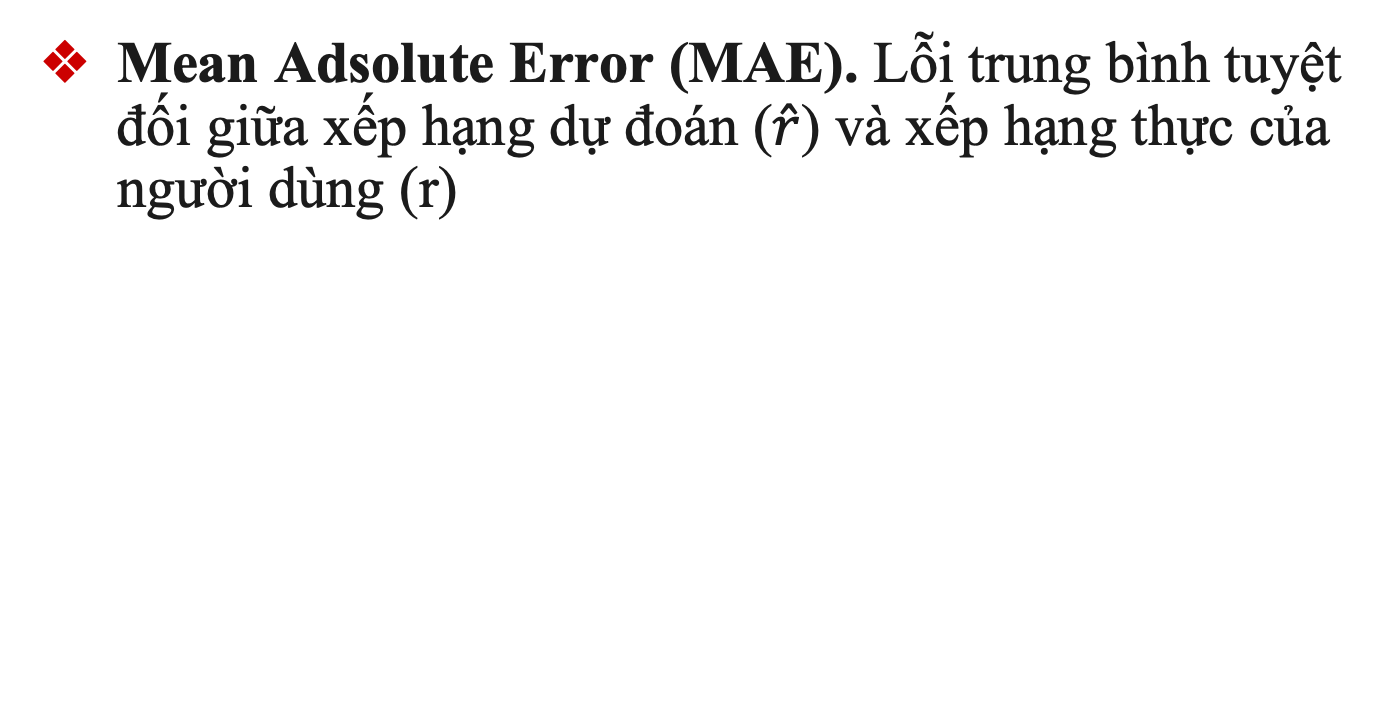 ❖ Mean Adsolute Error (MAE). Lỗi trung bình tuyệt
đối giữa xếp hạng dự đoán (r̂) và xếp hạng thực của
người dùng (r)